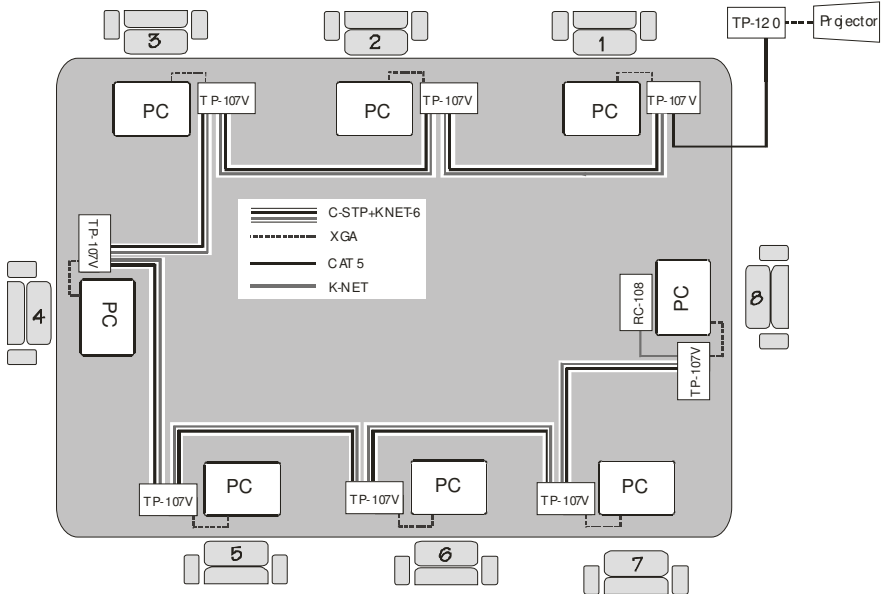 3
2
1
TP-120
Projector
PC
TP-107V
PC
TP-107V
PC
TP-107V
C-STP+KNET-6
XGA
CAT 5
K-NET
TP-107V
PC
4
RC-108
PC
8
TP-107V
TP-107V
PC
TP-107V
PC
TP-107V
PC
5
6
7